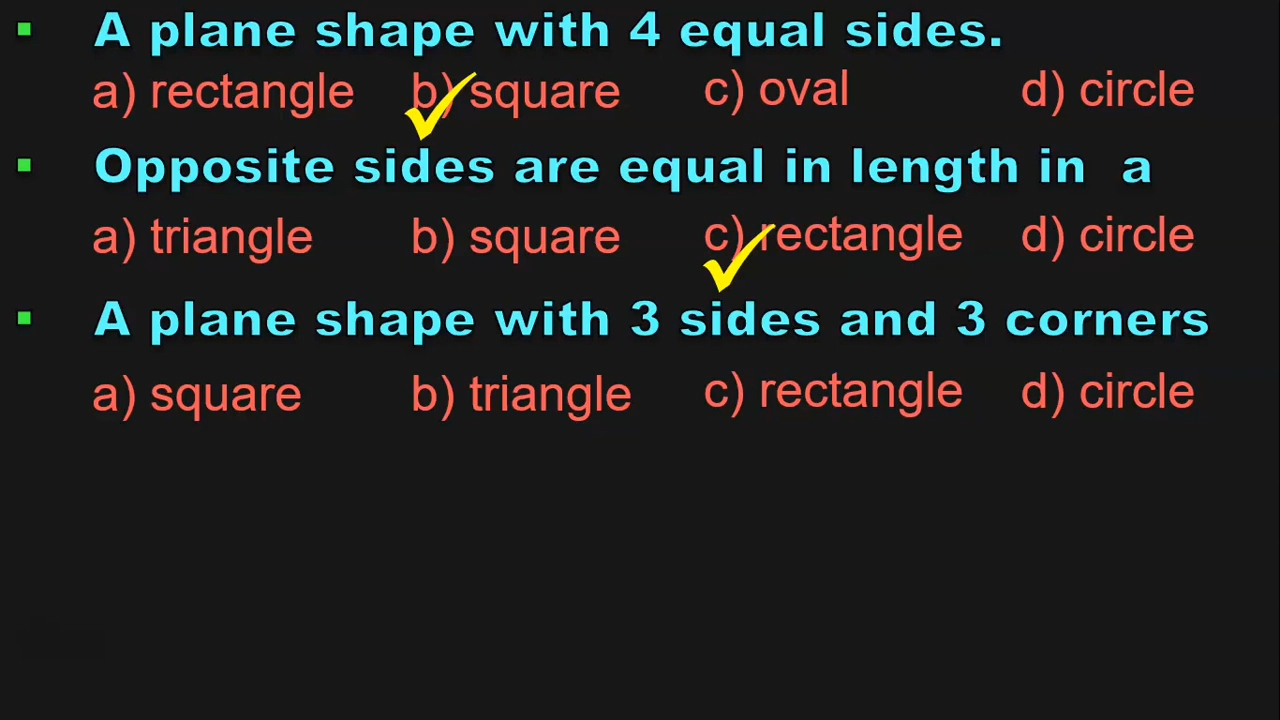 ▪ A plane shape with 4 equal sides.
a) rectangle b) square c) oval d) circle
▪ Opposite sides are equal in length in a
a) triangle b) square c) rectangle d) circle
▪ A plane shape with 3 sides and 3 corners
a) square b) triangle c) rectangle d) circle